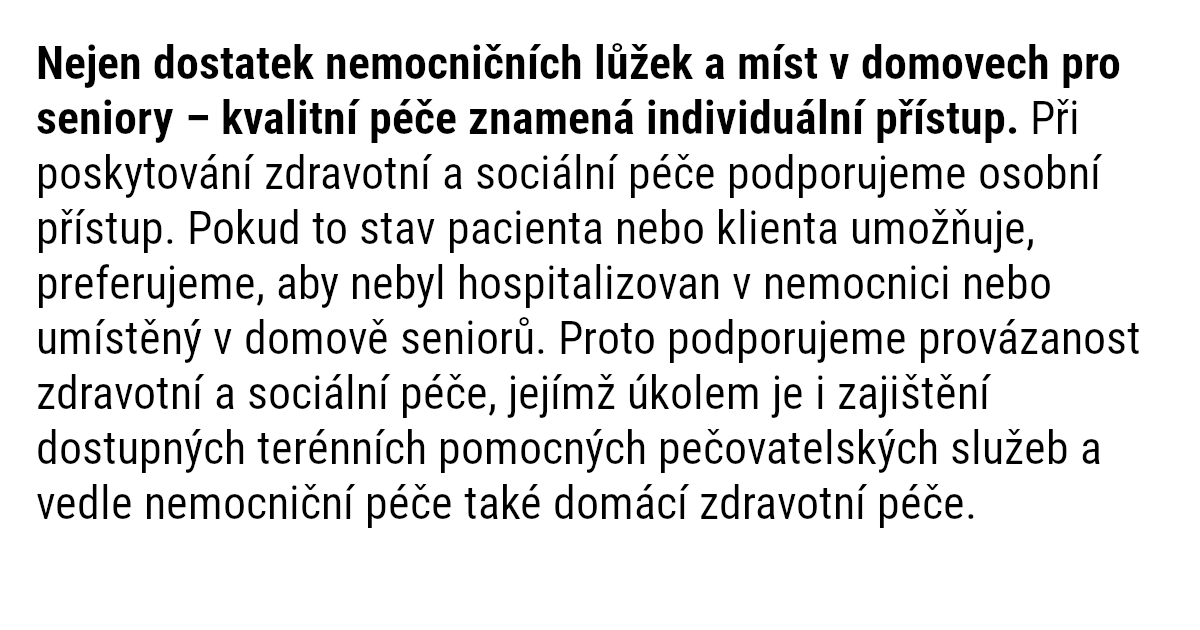 Nejen dostatek nemocničních lůžek a míst v domovech pro
seniory – kvalitní péče znamená individuální přístup. Při
poskytování zdravotní a sociální péče podporujeme osobní
přístup. Pokud to stav pacienta nebo klienta umožňuje,
preferujeme, aby nebyl hospitalizovan v nemocnici nebo
umístěný v domově seniorů. Proto podporujeme provázanost
zdravotní a sociální péče, jejímž úkolem je i zajištění
dostupných terénních pomocných pečovatelských služeb a
vedle nemocniční péče také domácí zdravotní péče.